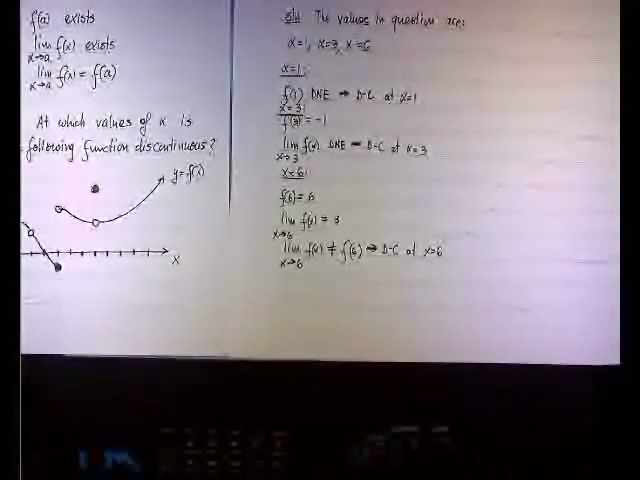 f(a) exists
lim f(x) exists
x→a
lim f(x) = f(a)
x→a
At which values of x is
following function discontinuous?
y=f(x)
x
Sol: The values in question are:
x=1, x=3, x=6
x=1:
f(1) DNE ⇒ D-C at x=1
x=3:
f(3) = -1
lim f(x) DNE ⇒ D-C at x=3
x→3
x=6:
f(6) = 6
lim f(x) = 3
x→6
lim f(x) ≠ f(6) ⇒ D-C at x=6
x→6